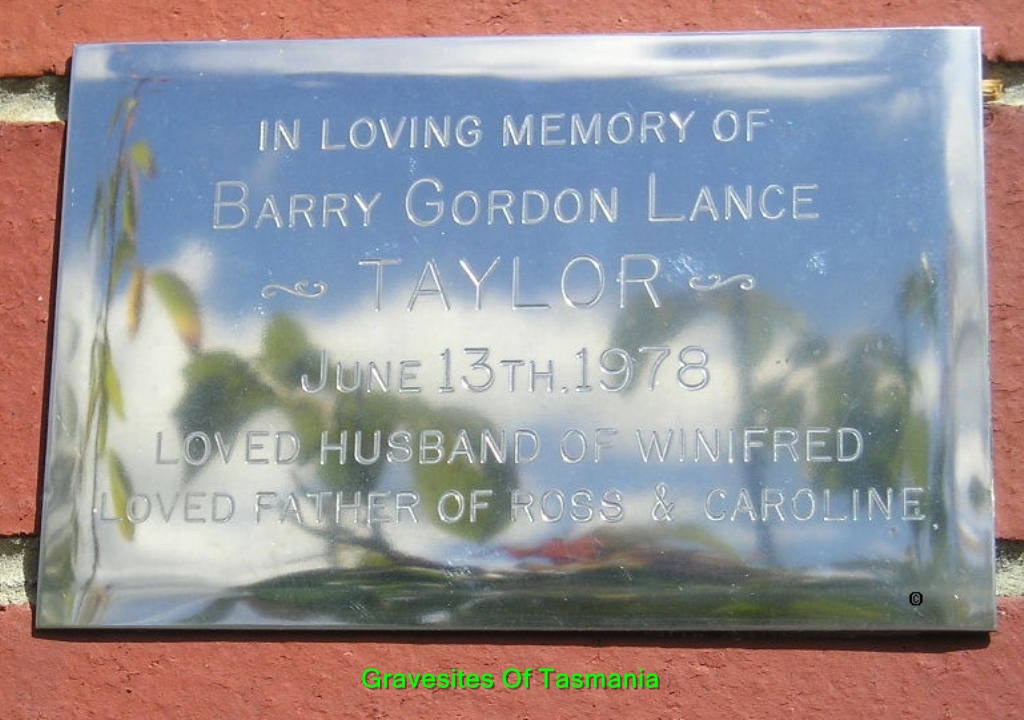 IN LOVING MEMORY OF
BARRY GORDON LANCE
~ TAYLOR ~
JUNE 13TH.1978
LOVED HUSBAND OF WINIFRED
LOVED FATHER OF ROSS & CAROLINE
©
Gravesites Of Tasmania